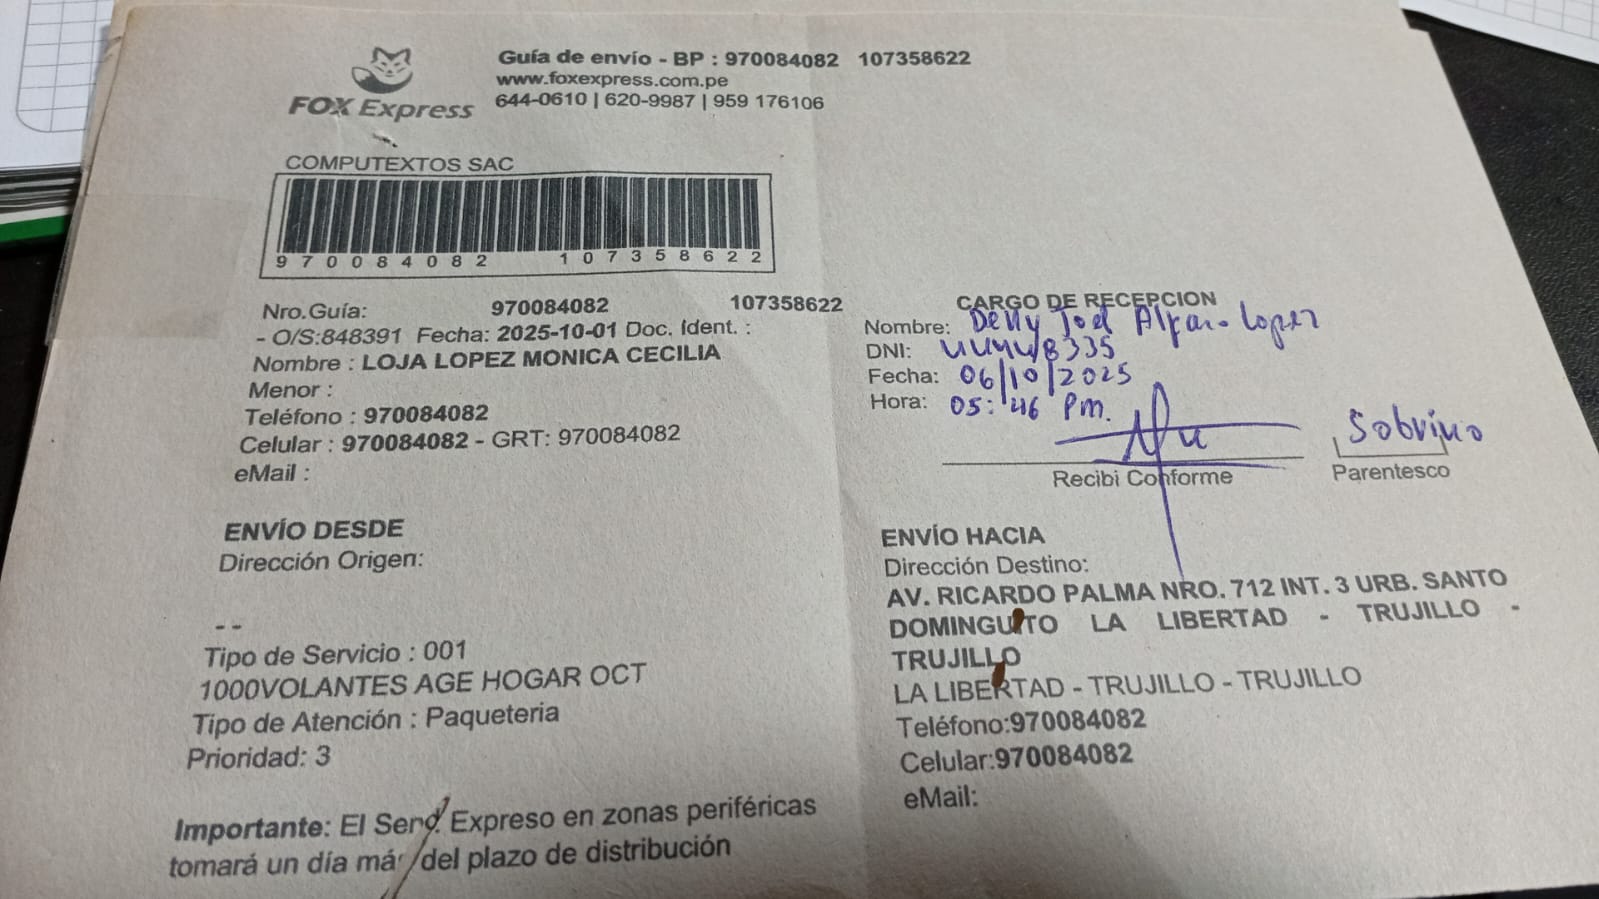 FOX Express
Guía de envío - BP : 970084082 107358622
www.foxexpress.com.pe
644-0610 | 620-9987 | 959 176106
COMPUTEXTOS SAC
970084082 107358622
Nro.Guía: 970084082 107358622
- O/S:848391 Fecha: 2025-10-01 Doc. Ident. :
Nombre : LOJA LOPEZ MONICA CECILIA
Menor :
Teléfono : 970084082
Celular : 970084082 - GRT: 970084082
eMail :
CARGO DE RECEPCION
Nombre: Joel Alfaro Lopez
DNI:
Fecha: 06/10/2025
Hora: 05:46 Pm.
Sobrino
Recibi Conforme Parentesco
ENVÍO DESDE
Dirección Origen:
- -
Tipo de Servicio : 001
1000VOLANTES AGE HOGAR OCT
Tipo de Atención : Paqueteria
Prioridad: 3
ENVÍO HACIA
Dirección Destino:
AV. RICARDO PALMA NRO. 712 INT. 3 URB. SANTO
DOMINGUITO LA LIBERTAD - TRUJILLO -
TRUJILLO
LA LIBERTAD - TRUJILLO - TRUJILLO
Teléfono:970084082
Celular:970084082
eMail:
Importante: El Serv. Expreso en zonas periféricas
tomará un día más del plazo de distribución